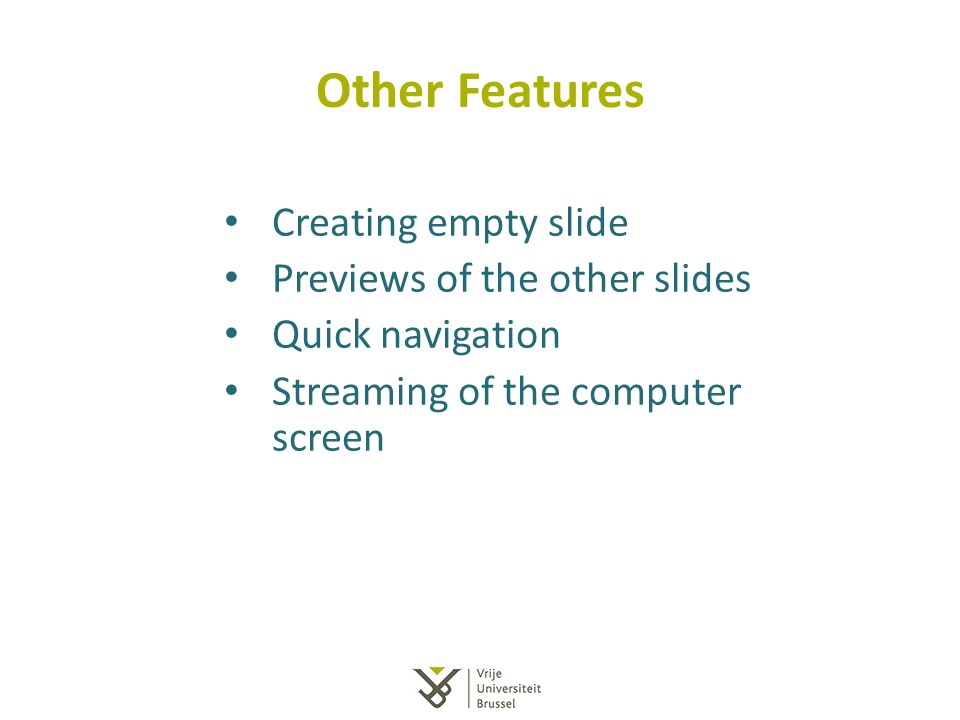 Other Features
• Creating empty slide
• Previews of the other slides
• Quick navigation
• Streaming of the computer
screen
Vrije
Universiteit
Brussel